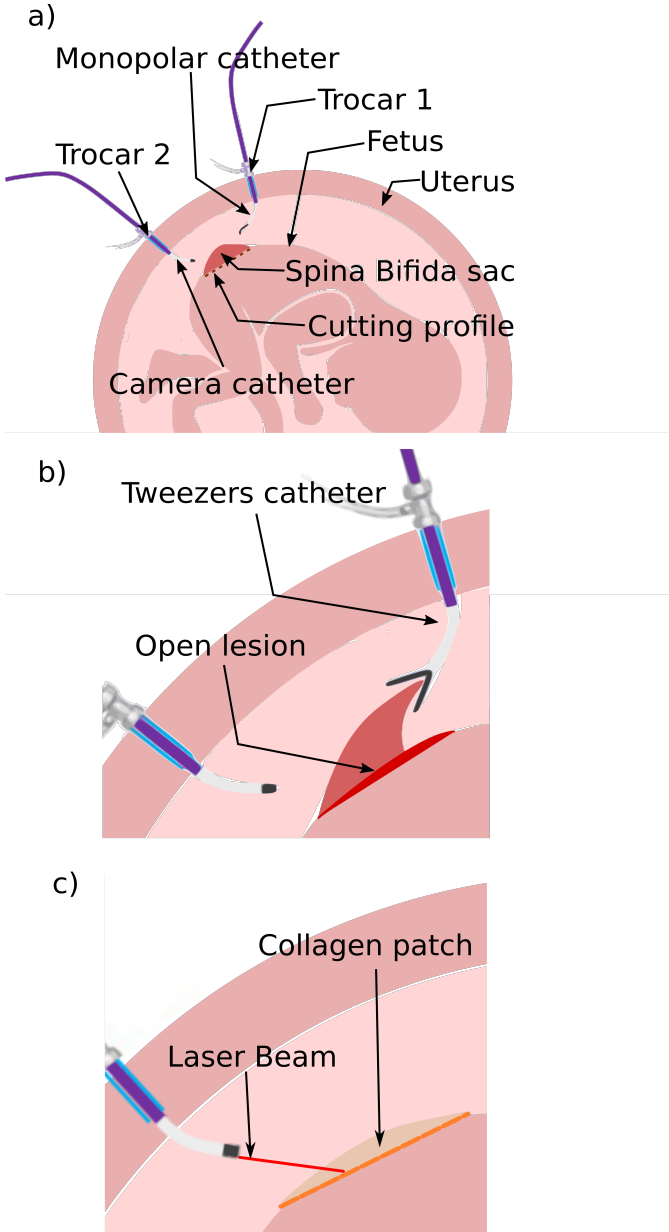 a)
Monopolar catheter
Trocar 1
Fetus
Trocar 2
Uterus
Spina Bifida sac
Cutting profile
Camera catheter
b)
Tweezers catheter
Open lesion
c)
Collagen patch
Laser Beam